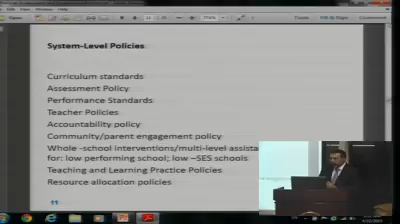 System-Level Policies
Curriculum standards
Assessment Policy
Performance Standards
Teacher Policies
Accountability policy
Community/parent engagement policy
Whole -school interventions/multi-level assista
for: low performing school; low –SES schools
Teaching and Learning Practice Policies
Resource allocation policies
11